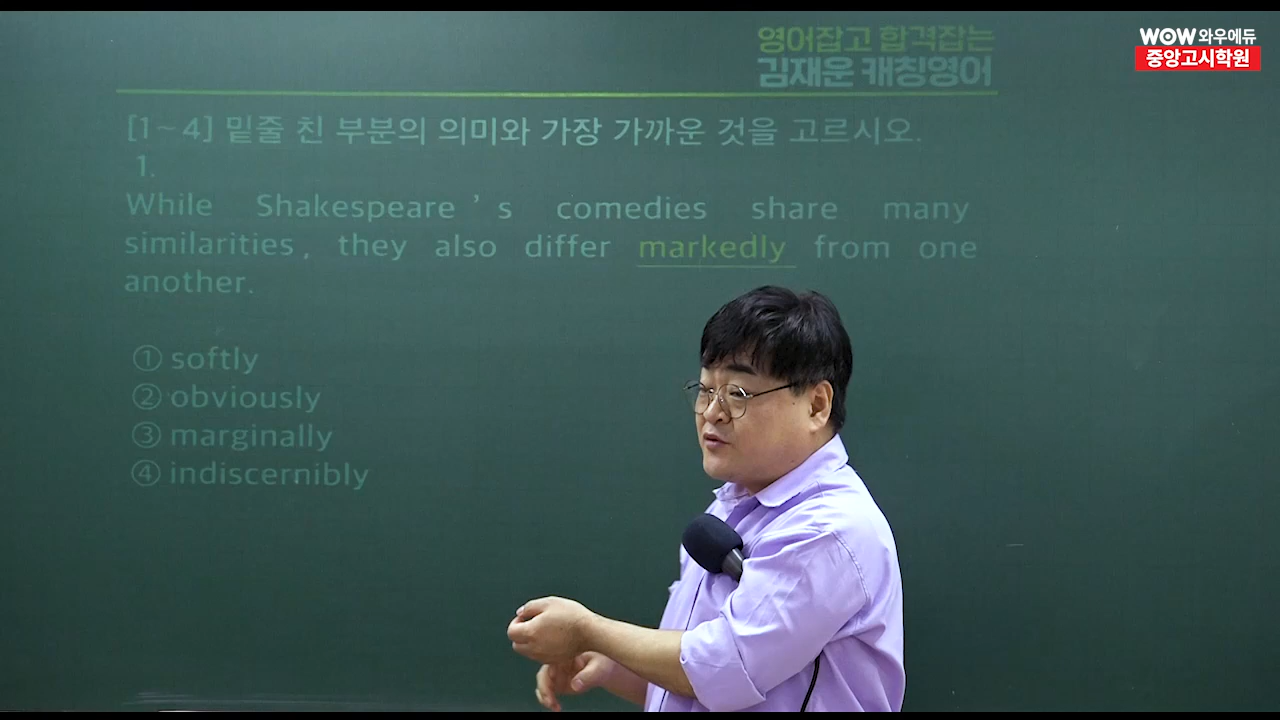 영어잡고 합격잡는
김재운 캐칭영어
WOW 와우에듀
중앙고시학원
[1~4] 밑줄 친 부분의 의미와 가장 가까운 것을 고르시오.
1.
While Shakespeare's comedies share many
similarities, they also differ markedly from one
another.
① softly
② obviously
③ marginally
④ indiscernibly